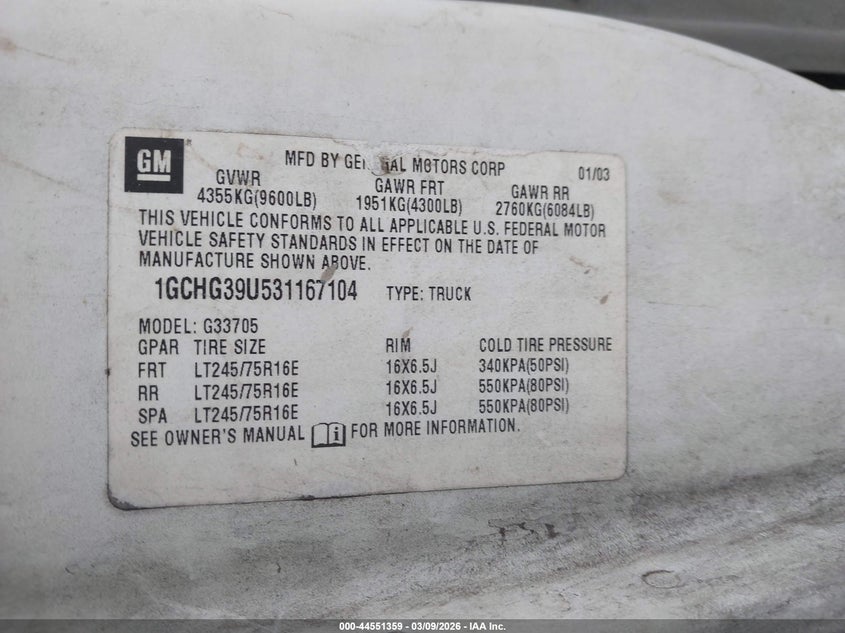 GM
MFD BY GENERAL MOTORS CORP 01/03
GVWR GAWR FRT GAWR RR
4355KG(9600LB) 1951KG(4300LB) 2760KG(6084LB)
THIS VEHICLE CONFORMS TO ALL APPLICABLE U.S. FEDERAL MOTOR
VEHICLE SAFETY STANDARDS IN EFFECT ON THE DATE OF
MANUFACTURE SHOWN ABOVE.
1GCHG39U531167104 TYPE: TRUCK
MODEL: G33705
GPAR TIRE SIZE RIM COLD TIRE PRESSURE
FRT LT245/75R16E 16X6.5J 340KPA(50PSI)
RR LT245/75R16E 16X6.5J 550KPA(80PSI)
SPA LT245/75R16E 16X6.5J 550KPA(80PSI)
SEE OWNER'S MANUAL i FOR MORE INFORMATION.
000-44551359 - 03/09/2026 - IAA Inc.